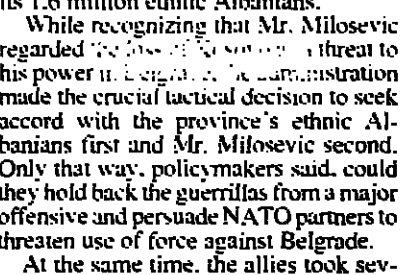 its 1.6 million ethnic Albanians.
While recognizing that Mr. Milosevic
regarded threat to
his power
made the crucial tactical decision to seek
accord with the province's ethnic Al-
banians first and Mr. Milosevic second.
Only that way, policymakers said, could
they hold back the guerrillas from a major
offensive and persuade NATO partners to
threaten use of force against Belgrade.
At the same time, the allies took sev-